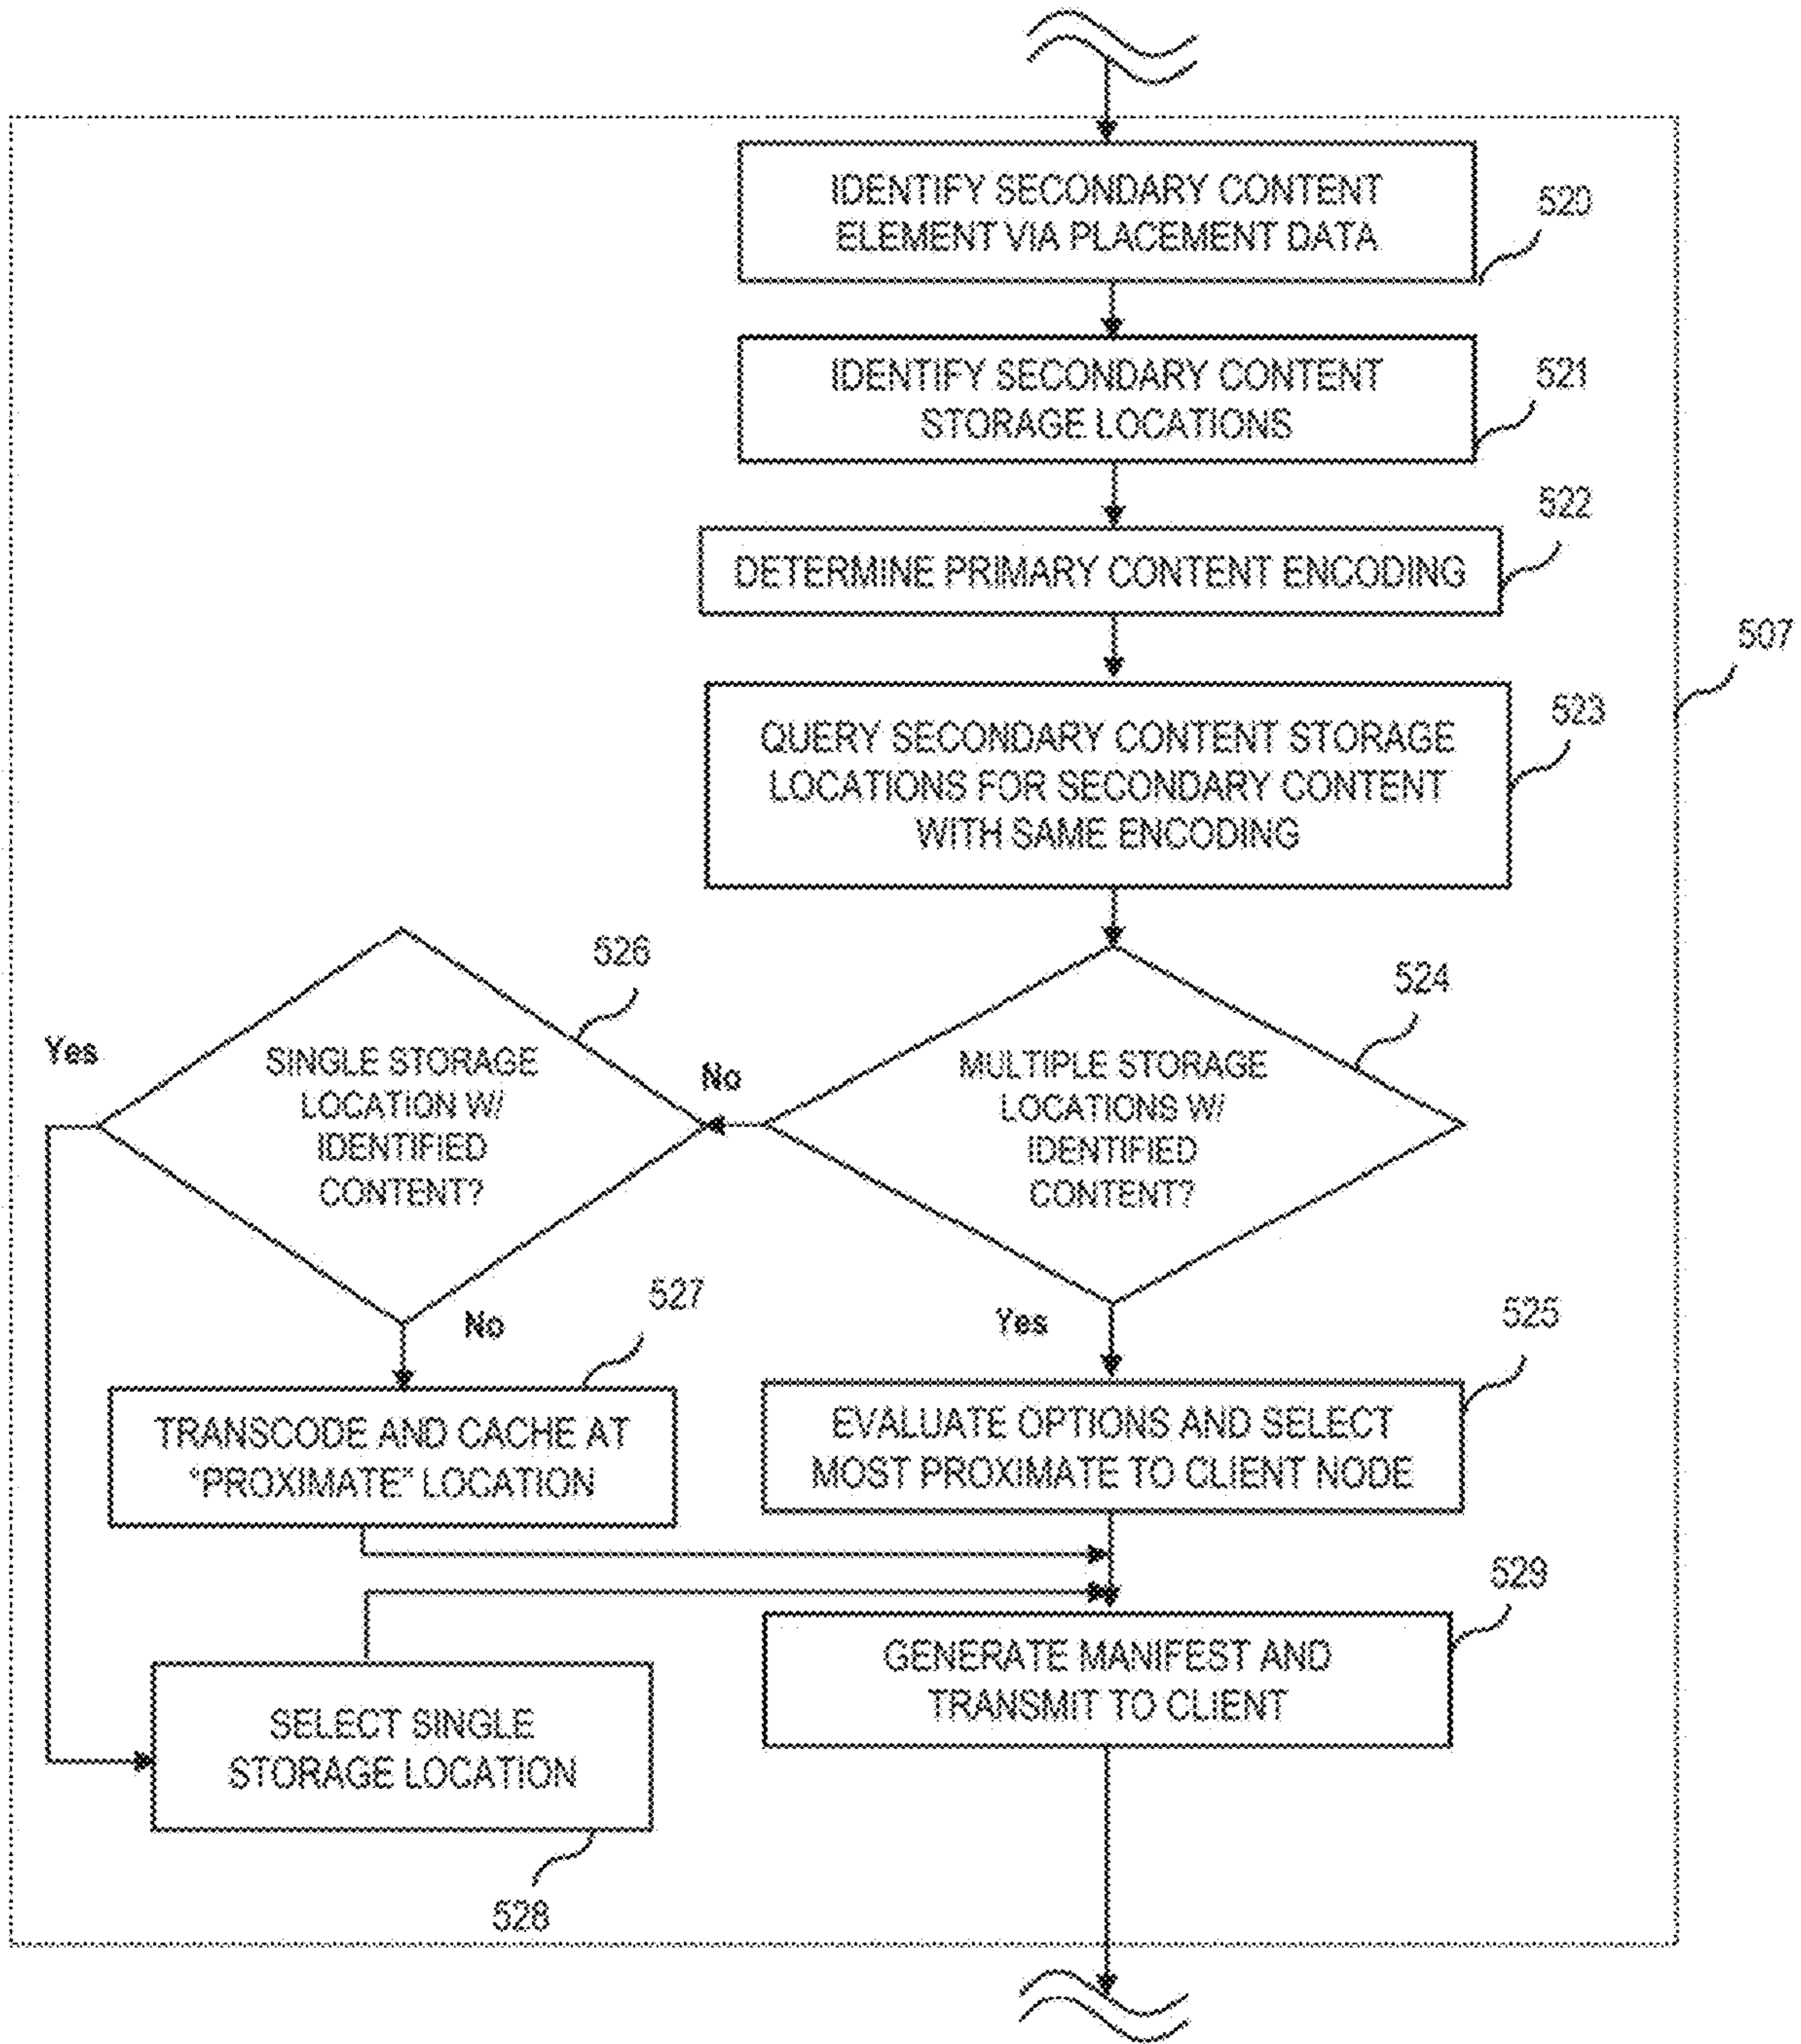 IDENTIFY SECONDARY CONTENT
ELEMENT VIA PLACEMENT DATA
520
IDENTIFY SECONDARY CONTENT
STORAGE LOCATIONS
521
522
DETERMINE PRIMARY CONTENT ENCODING
507
QUERY SECONDARY CONTENT STORAGE
LOCATIONS FOR SECONDARY CONTENT
WITH SAME ENCODING
523
526
524
Yes
SINGLE STORAGE
LOCATION W/
IDENTIFIED
CONTENT?
No
MULTIPLE STORAGE
LOCATIONS W/
IDENTIFIED
CONTENT?
527
No
Yes
525
TRANSCODE AND CACHE AT
"PROXIMATE" LOCATION
EVALUATE OPTIONS AND SELECT
MOST PROXIMATE TO CLIENT NODE
529
GENERATE MANIFEST AND
TRANSMIT TO CLIENT
SELECT SINGLE
STORAGE LOCATION
528